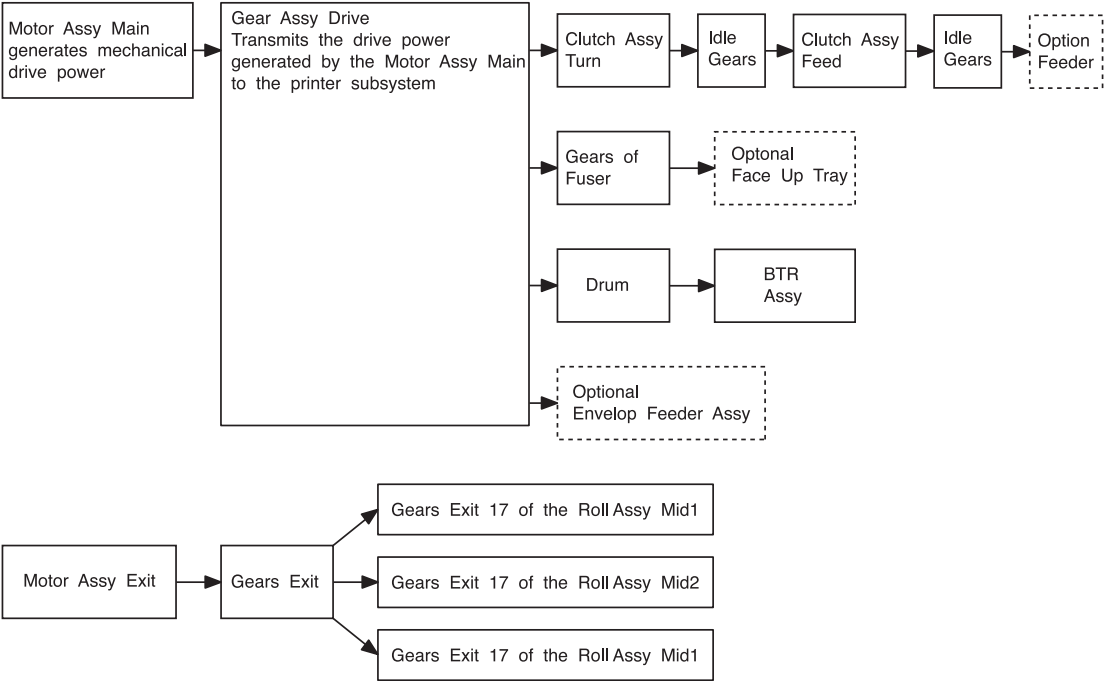 Motor Assy Main
generates mechanical
drive power
Gear Assy Drive
Transmits the drive power
generated by the Motor Assy Main
to the printer subsystem
Clutch Assy
Turn
Idle
Gears
Clutch Assy
Feed
Idle
Gears
Option
Feeder
Gears of
Fuser
Optonal
Face Up Tray
Drum
BTR
Assy
Optional
Envelop Feeder Assy
Motor Assy Exit
Gears Exit
Gears Exit 17 of the Roll Assy Mid1
Gears Exit 17 of the Roll Assy Mid2
Gears Exit 17 of the Roll Assy Mid1